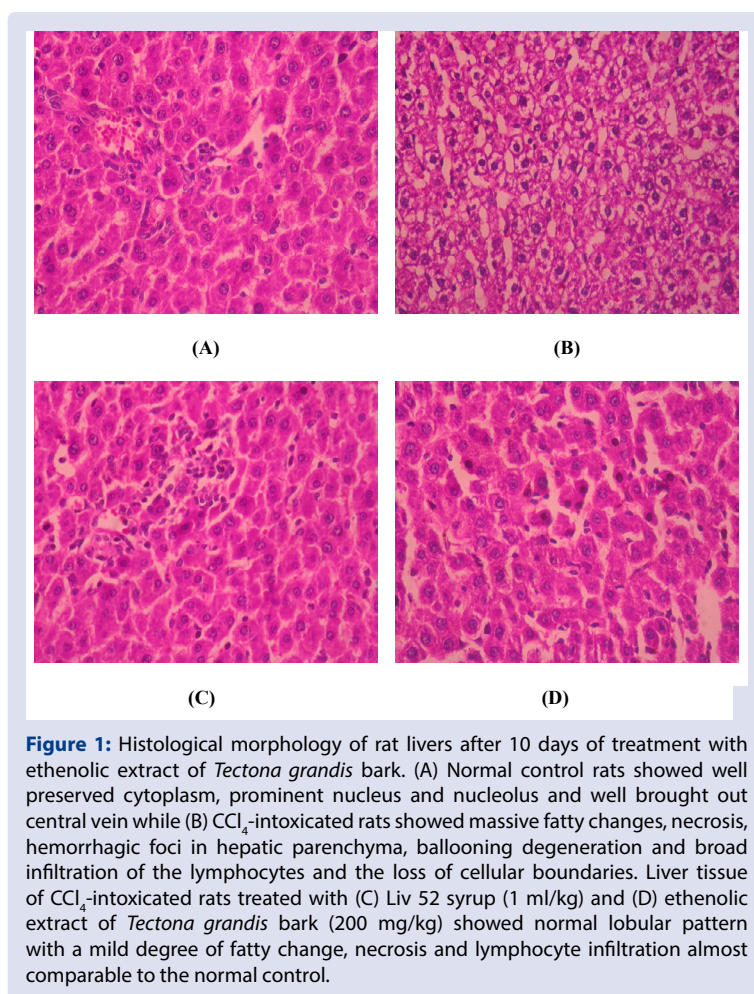 (A)
(B)
(C)
(D)
Figure 1: Histological morphology of rat livers after 10 days of treatment with
ethenolic extract of Tectona grandis bark. (A) Normal control rats showed well
preserved cytoplasm, prominent nucleus and nucleolus and well brought out
central vein while (B) CCl4-intoxicated rats showed massive fatty changes, necrosis,
hemorrhagic foci in hepatic parenchyma, ballooning degeneration and broad
infiltration of the lymphocytes and the loss of cellular boundaries. Liver tissue
of CCl4-intoxicated rats treated with (C) Liv 52 syrup (1 ml/kg) and (D) ethenolic
extract of Tectona grandis bark (200 mg/kg) showed normal lobular pattern
with a mild degree of fatty change, necrosis and lymphocyte infiltration almost
comparable to the normal control.